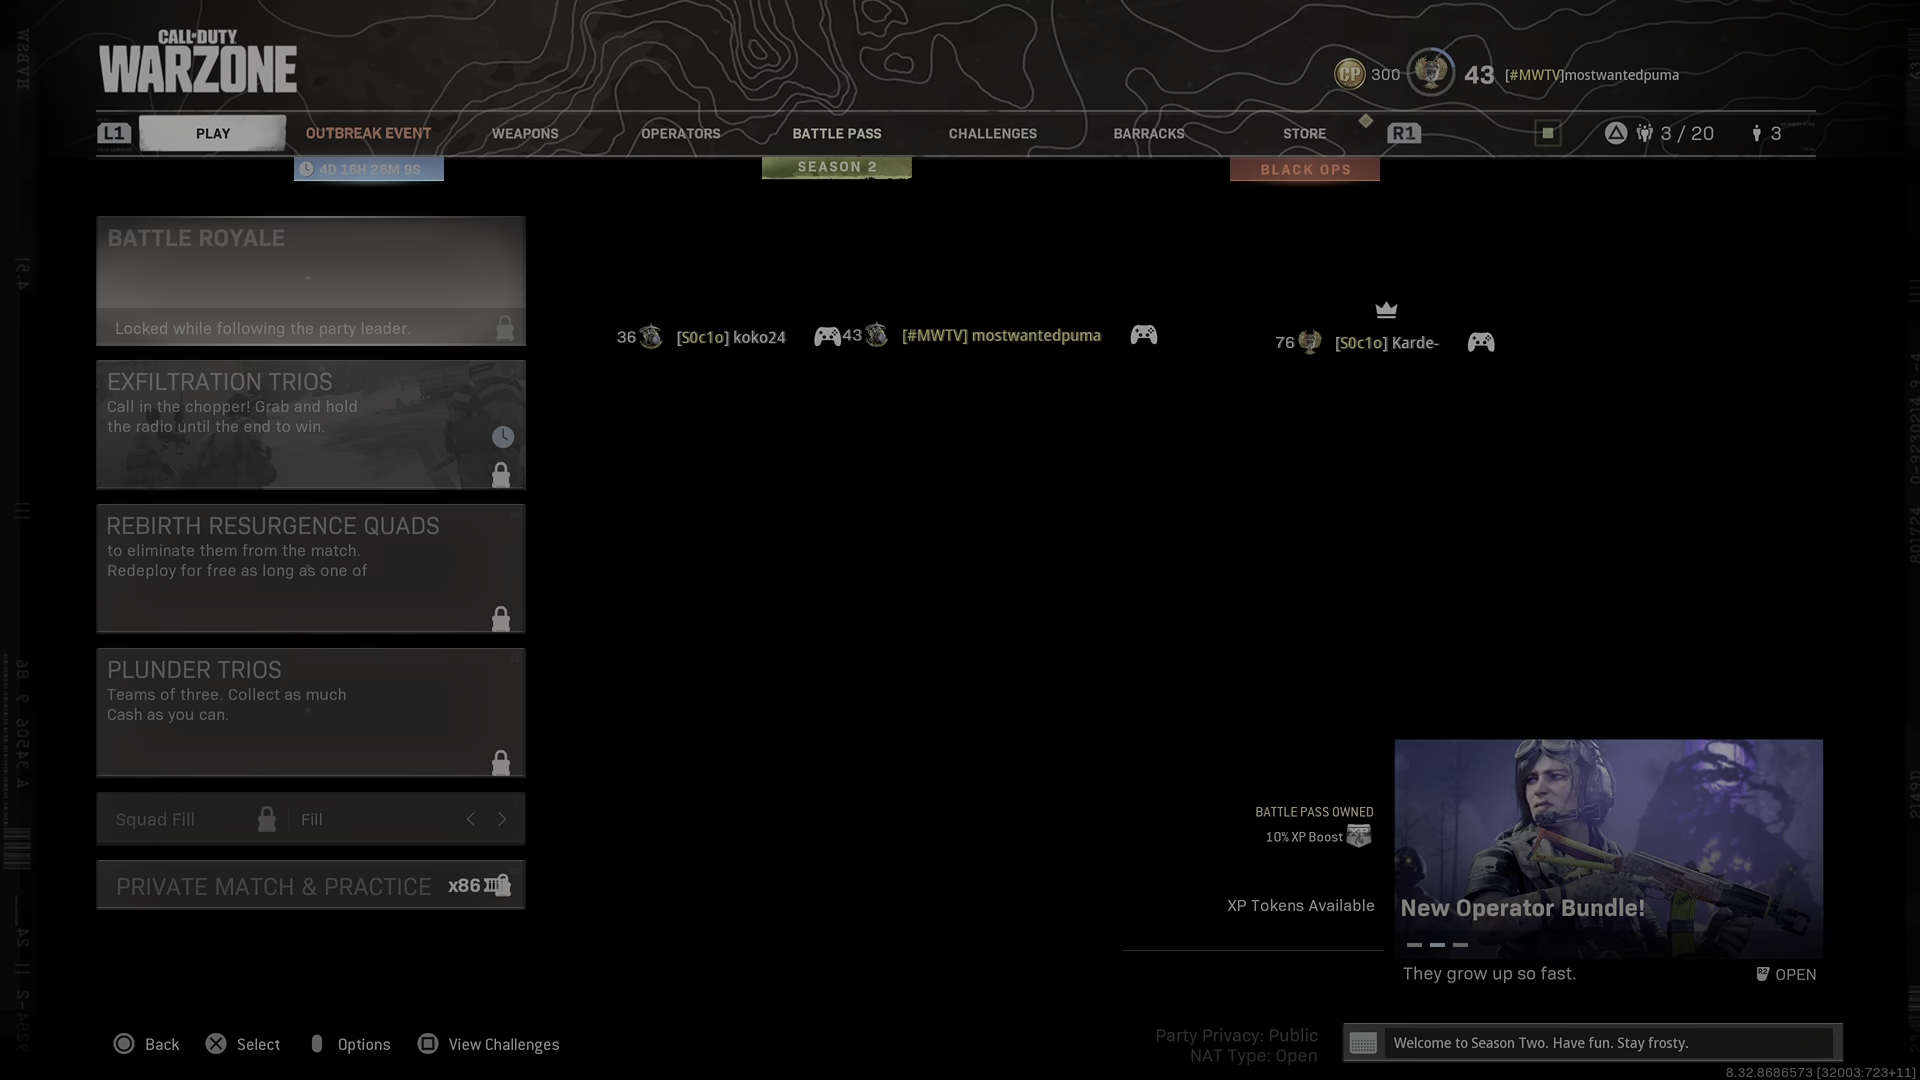 CALL OF DUTY
WARZONE
CP 300 43 [#MWTV]mostwantedpuma
L1 PLAY OUTBREAK EVENT WEAPONS OPERATORS BATTLE PASS CHALLENGES BARRACKS STORE R1 3 / 20 3
4D 16H 26M 9S SEASON 2 BLACK OPS
BATTLE ROYALE
Locked while following the party leader.
36 [S0c1o] koko24 43 [#MWTV] mostwantedpuma 76 [S0c1o] Karde-
EXFILTRATION TRIOS
Call in the chopper! Grab and hold
the radio until the end to win.
REBIRTH RESURGENCE QUADS
to eliminate them from the match.
Redeploy for free as long as one of
PLUNDER TRIOS
Teams of three. Collect as much
Cash as you can.
Squad Fill Fill
PRIVATE MATCH & PRACTICE x86
BATTLE PASS OWNED
10% XP Boost XP
XP Tokens Available
New Operator Bundle!
They grow up so fast. R2 OPEN
Back Select Options View Challenges
Party Privacy: Public
NAT Type: Open
Welcome to Season Two. Have fun. Stay frosty.
8.32.8686573 [32003:723+11]